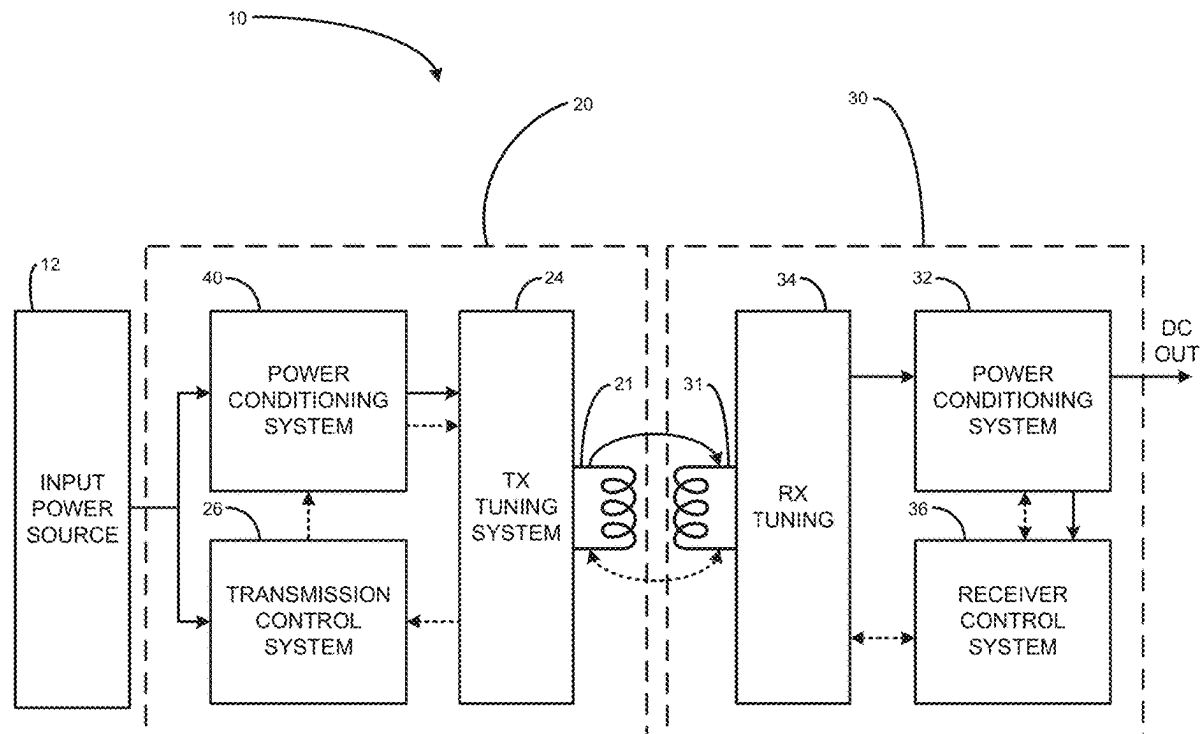 10
20
30
12
40
24
34
32
POWER
CONDITIONING
SYSTEM
POWER
CONDITIONING
SYSTEM
DC
OUT
21
31
INPUT
POWER
SOURCE
TX
TUNING
SYSTEM
RX
TUNING
26
36
TRANSMISSION
CONTROL
SYSTEM
RECEIVER
CONTROL
SYSTEM